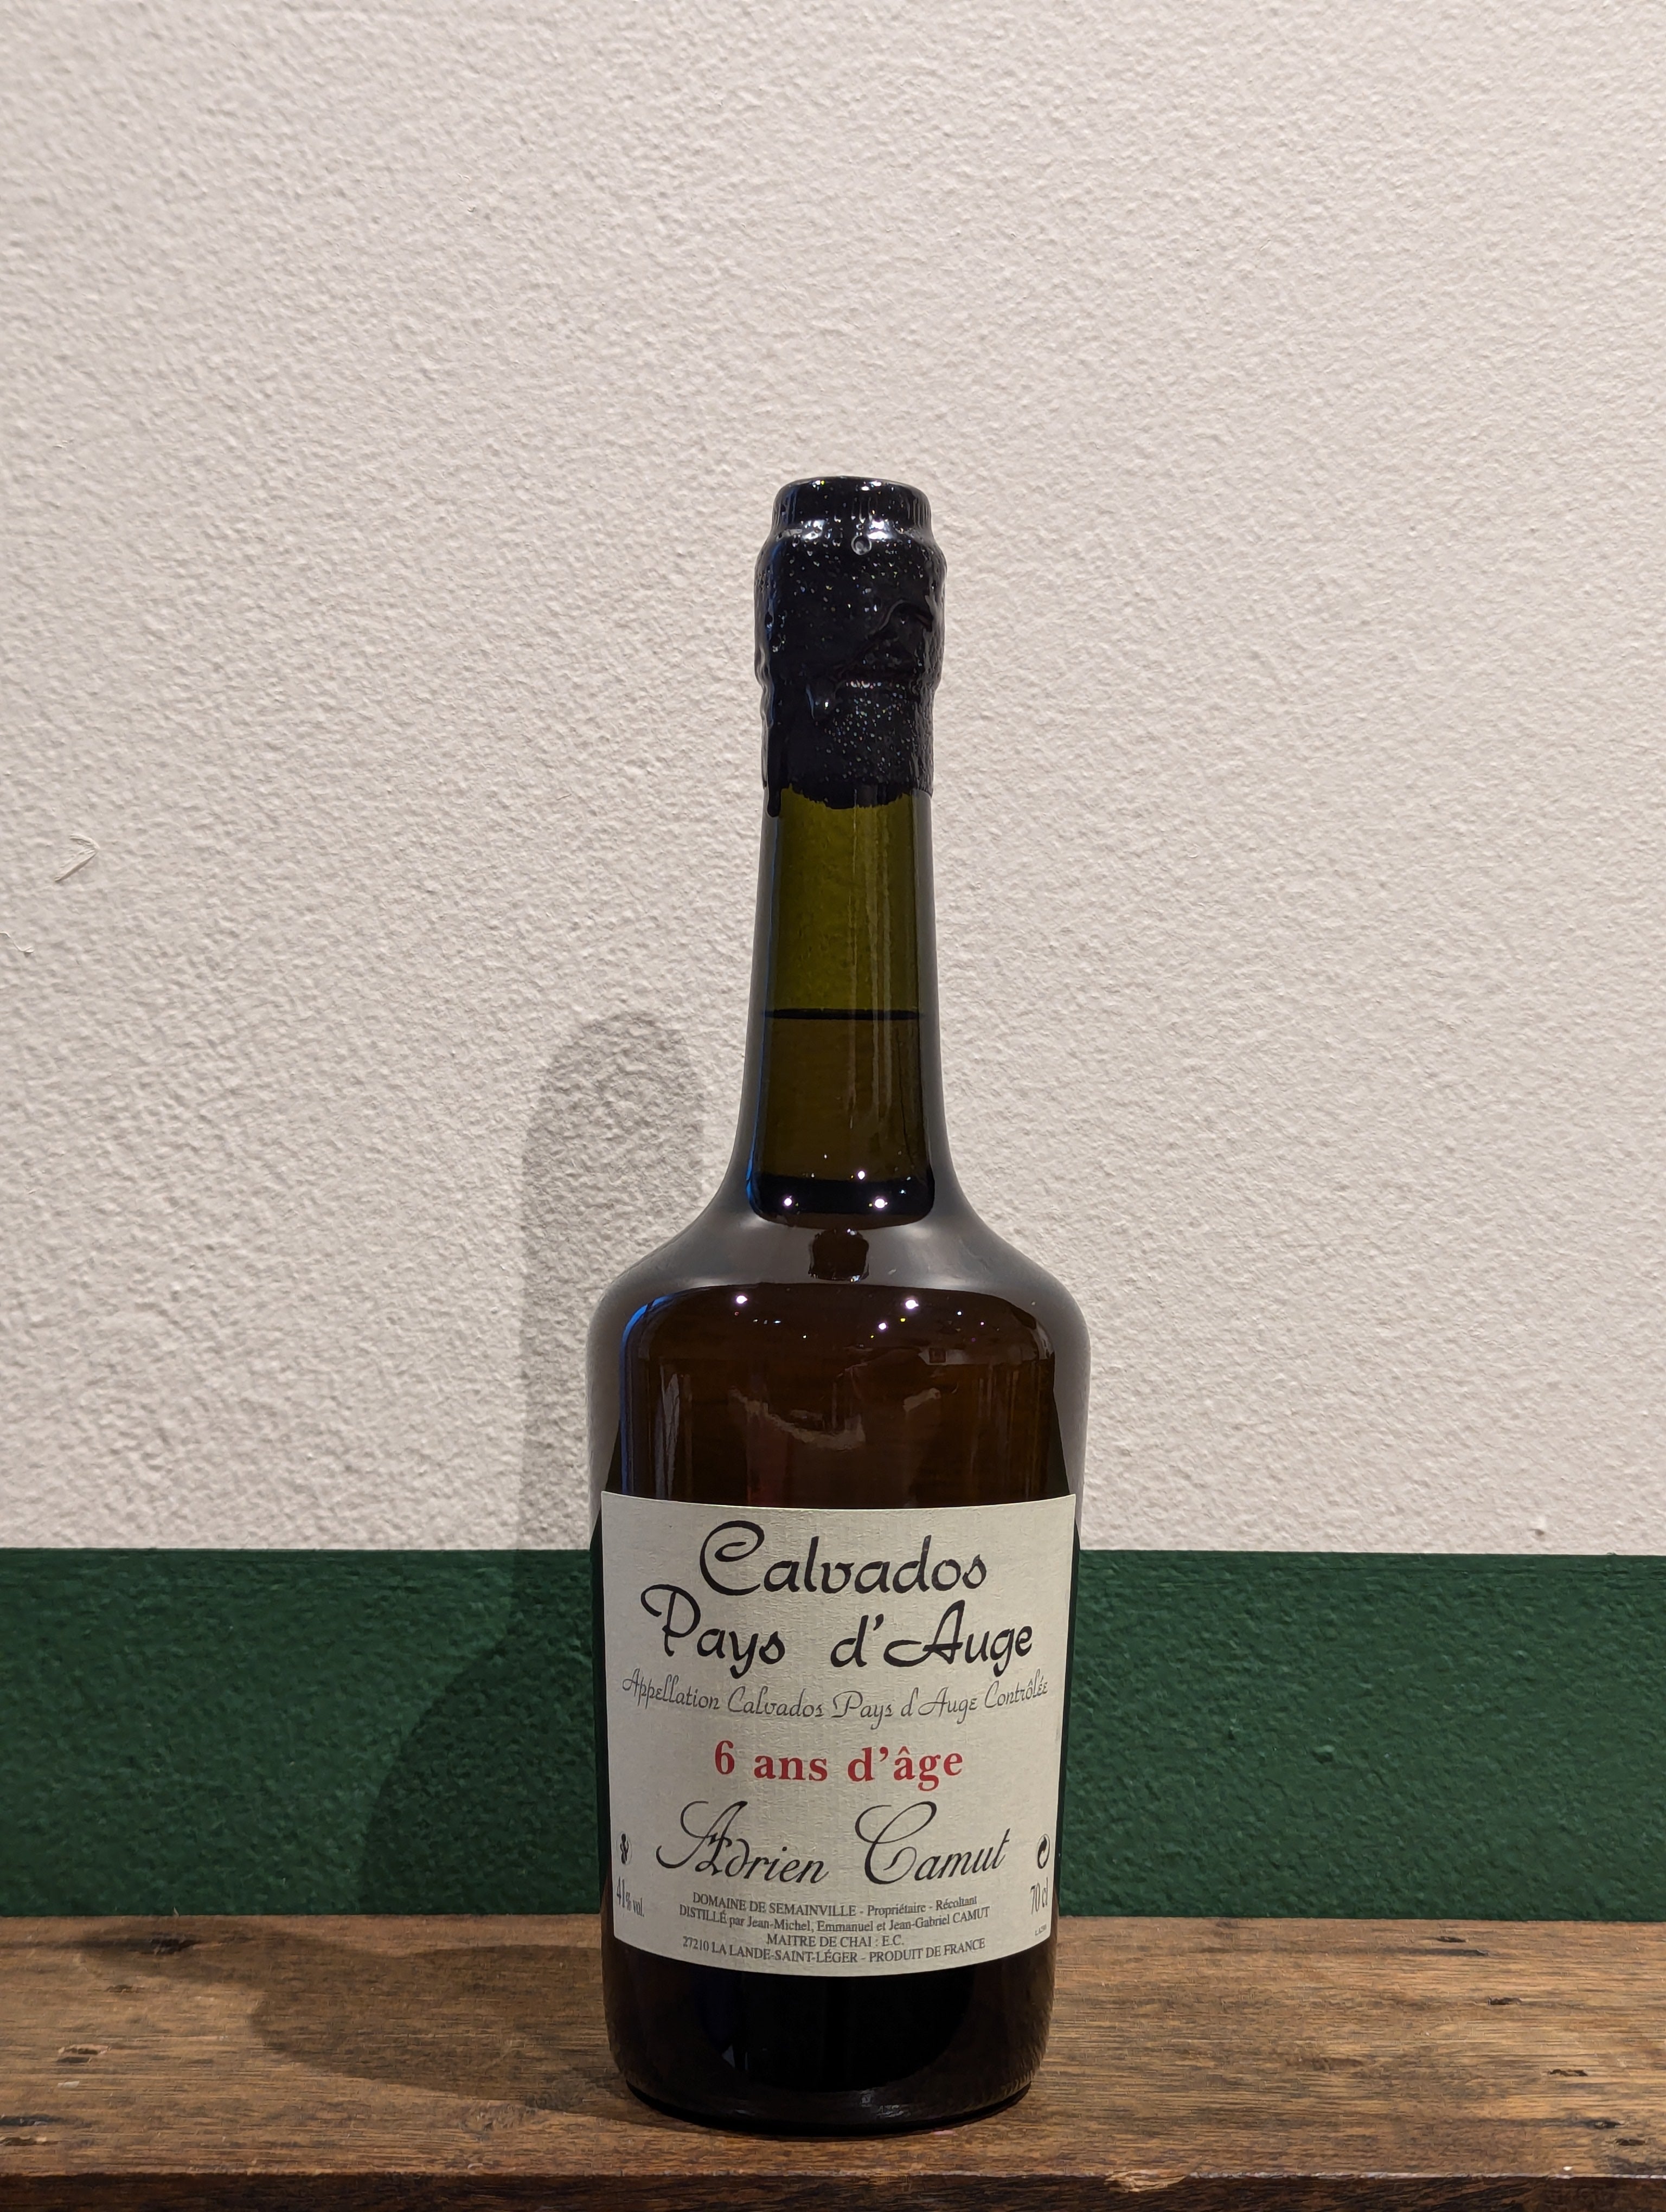 Calvados
Pays d'Auge
Appellation Calvados Pays d'Auge Contrôlée
6 ans d'âge
Adrien Camut
41% vol.
70 cl
DOMAINE DE SEMAINVILLE - Propriétaire - Récoltant
DISTILLÉ par Jean-Michel, Emmanuel et Jean-Gabriel CAMUT
MAITRE DE CHAI : E.C.
27210 LA LANDE-SAINT-LÉGER - PRODUIT DE FRANCE